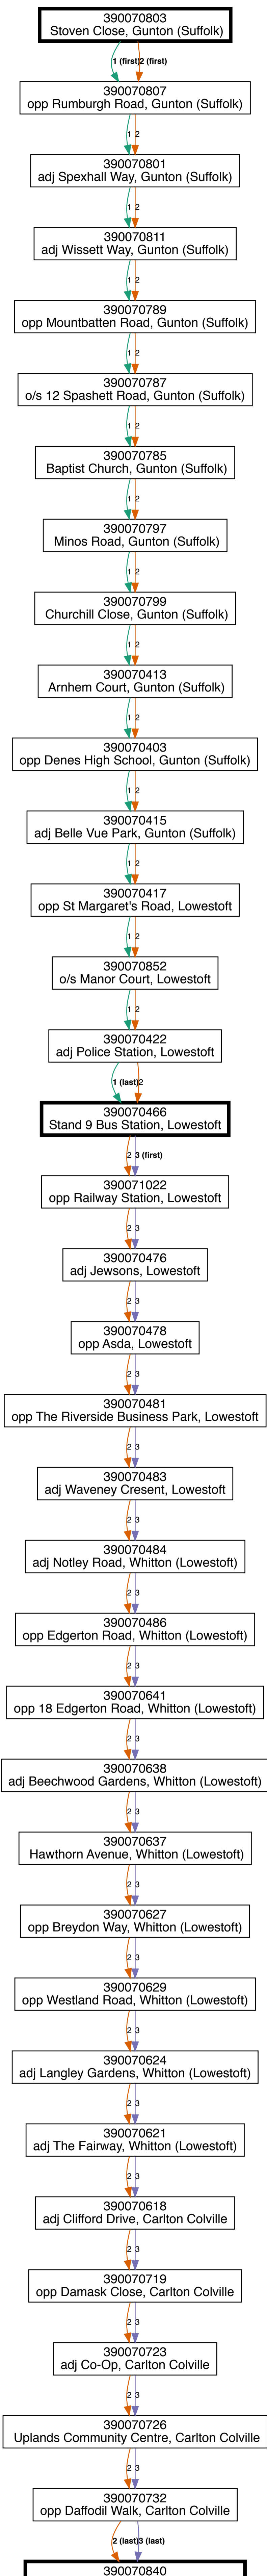 390070803
Stoven Close, Gunton (Suffolk)
1 (first) 2 (first)
390070807
opp Rumburgh Road, Gunton (Suffolk)
1 2
390070801
adj Spexhall Way, Gunton (Suffolk)
1 2
390070811
adj Wissett Way, Gunton (Suffolk)
1 2
390070789
opp Mountbatten Road, Gunton (Suffolk)
1 2
390070787
o/s 12 Spashett Road, Gunton (Suffolk)
1 2
390070785
Baptist Church, Gunton (Suffolk)
1 2
390070797
Minos Road, Gunton (Suffolk)
1 2
390070799
Churchill Close, Gunton (Suffolk)
1 2
390070413
Arnhem Court, Gunton (Suffolk)
1 2
390070403
opp Denes High School, Gunton (Suffolk)
1 2
390070415
adj Belle Vue Park, Gunton (Suffolk)
1 2
390070417
opp St Margaret's Road, Lowestoft
1 2
390070852
o/s Manor Court, Lowestoft
1 2
390070422
adj Police Station, Lowestoft
1 (last) 2
390070466
Stand 9 Bus Station, Lowestoft
2 3 (first)
390071022
opp Railway Station, Lowestoft
2 3
390070476
adj Jewsons, Lowestoft
2 3
390070478
opp Asda, Lowestoft
2 3
390070481
opp The Riverside Business Park, Lowestoft
2 3
390070483
adj Waveney Cresent, Lowestoft
2 3
390070484
adj Notley Road, Whitton (Lowestoft)
2 3
390070486
opp Edgerton Road, Whitton (Lowestoft)
2 3
390070641
opp 18 Edgerton Road, Whitton (Lowestoft)
2 3
390070638
adj Beechwood Gardens, Whitton (Lowestoft)
2 3
390070637
Hawthorn Avenue, Whitton (Lowestoft)
2 3
390070627
opp Breydon Way, Whitton (Lowestoft)
2 3
390070629
opp Westland Road, Whitton (Lowestoft)
2 3
390070624
adj Langley Gardens, Whitton (Lowestoft)
2 3
390070621
adj The Fairway, Whitton (Lowestoft)
2 3
390070618
adj Clifford Drive, Carlton Colville
2 3
390070719
opp Damask Close, Carlton Colville
2 3
390070723
adj Co-Op, Carlton Colville
2 3
390070726
Uplands Community Centre, Carlton Colville
2 3
390070732
opp Daffodil Walk, Carlton Colville
2 (last) 3 (last)
390070840